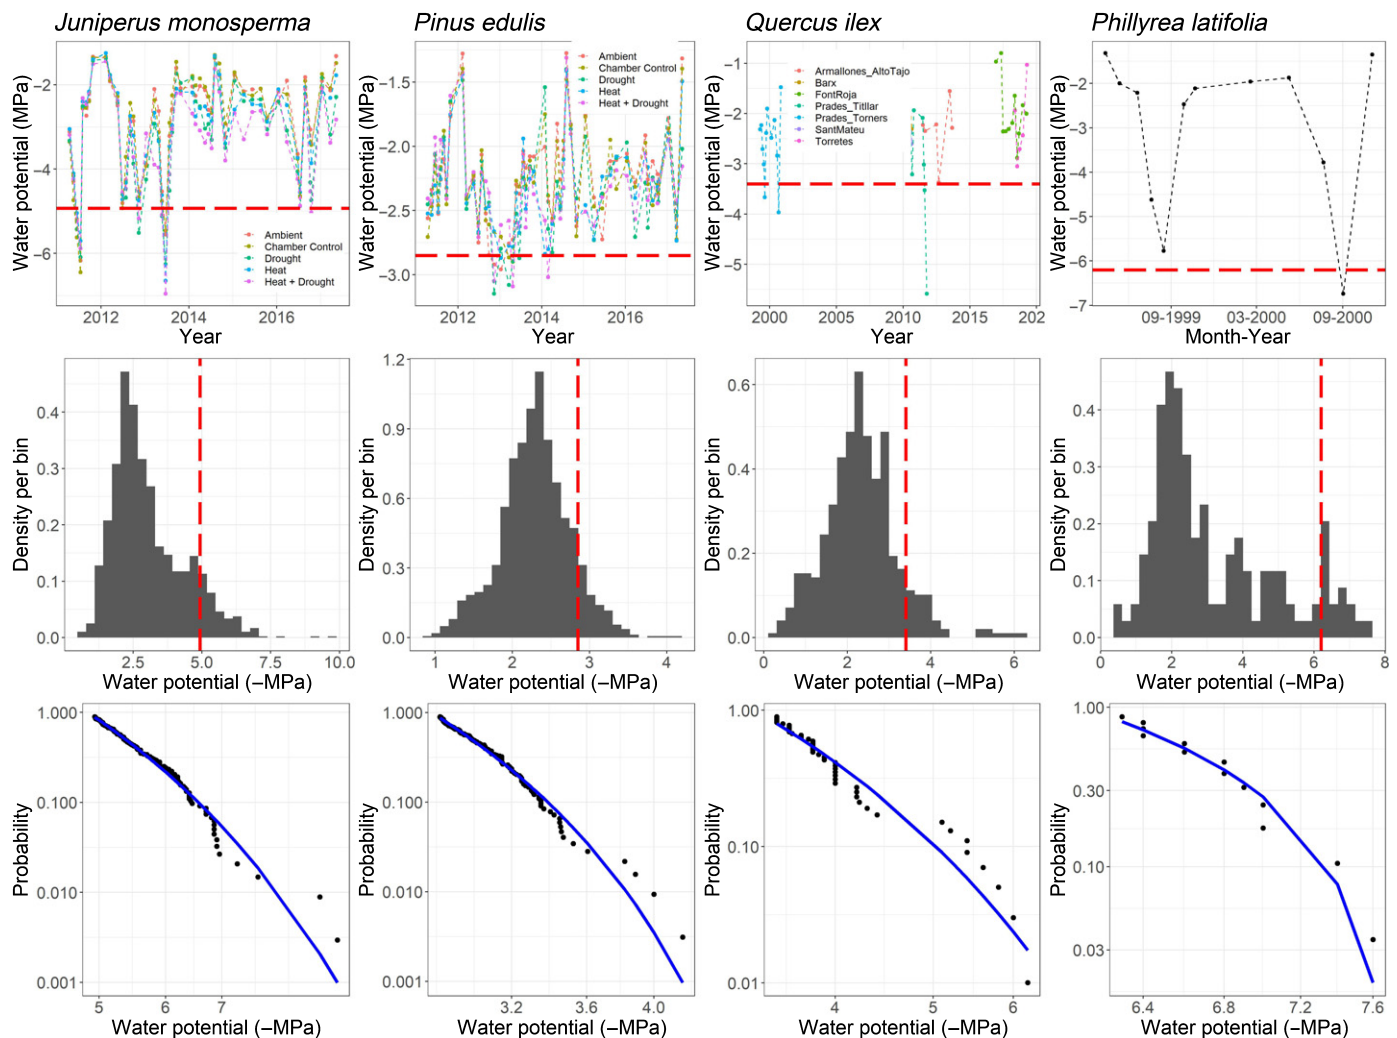 Juniperus monosperma
Pinus edulis
Quercus ilex
Phillyrea latifolia
Water potential (MPa)
−2
−4
−6
Ambient
Chamber Control
Drought
Heat
Heat + Drought
2012
2014
2016
Year
Water potential (MPa)
−1.5
−2.0
−2.5
−3.0
Ambient
Chamber Control
Drought
Heat
Heat + Drought
2012
2014
2016
Year
Water potential (MPa)
−1
−2
−3
−4
−5
Armallones_AltoTajo
Barx
FontRoja
Prades_Titllar
Prades_Torners
SantMateu
Torretes
2000
2005
2010
2015
202
Year
Water potential (MPa)
−2
−3
−4
−5
−6
−7
09-1999
03-2000
09-2000
Month-Year
Density per bin
0.4
0.3
0.2
0.1
0.0
2.5
5.0
7.5
10.0
Water potential (–MPa)
Density per bin
1.2
0.9
0.6
0.3
0.0
1
2
3
4
Water potential (–MPa)
Density per bin
0.6
0.4
0.2
0.0
0
2
4
6
Water potential (–MPa)
Density per bin
0.4
0.3
0.2
0.1
0.0
0
2
4
6
8
Water potential (–MPa)
Probability
1.000
0.100
0.010
0.001
5
6
7
Water potential (–MPa)
Probability
1.000
0.100
0.010
0.001
3.2
3.6
4.0
Water potential (–MPa)
Probability
1.00
0.10
0.01
4
5
6
Water potential (–MPa)
Probability
1.00
0.30
0.10
0.03
6.4
6.8
7.2
7.6
Water potential (–MPa)